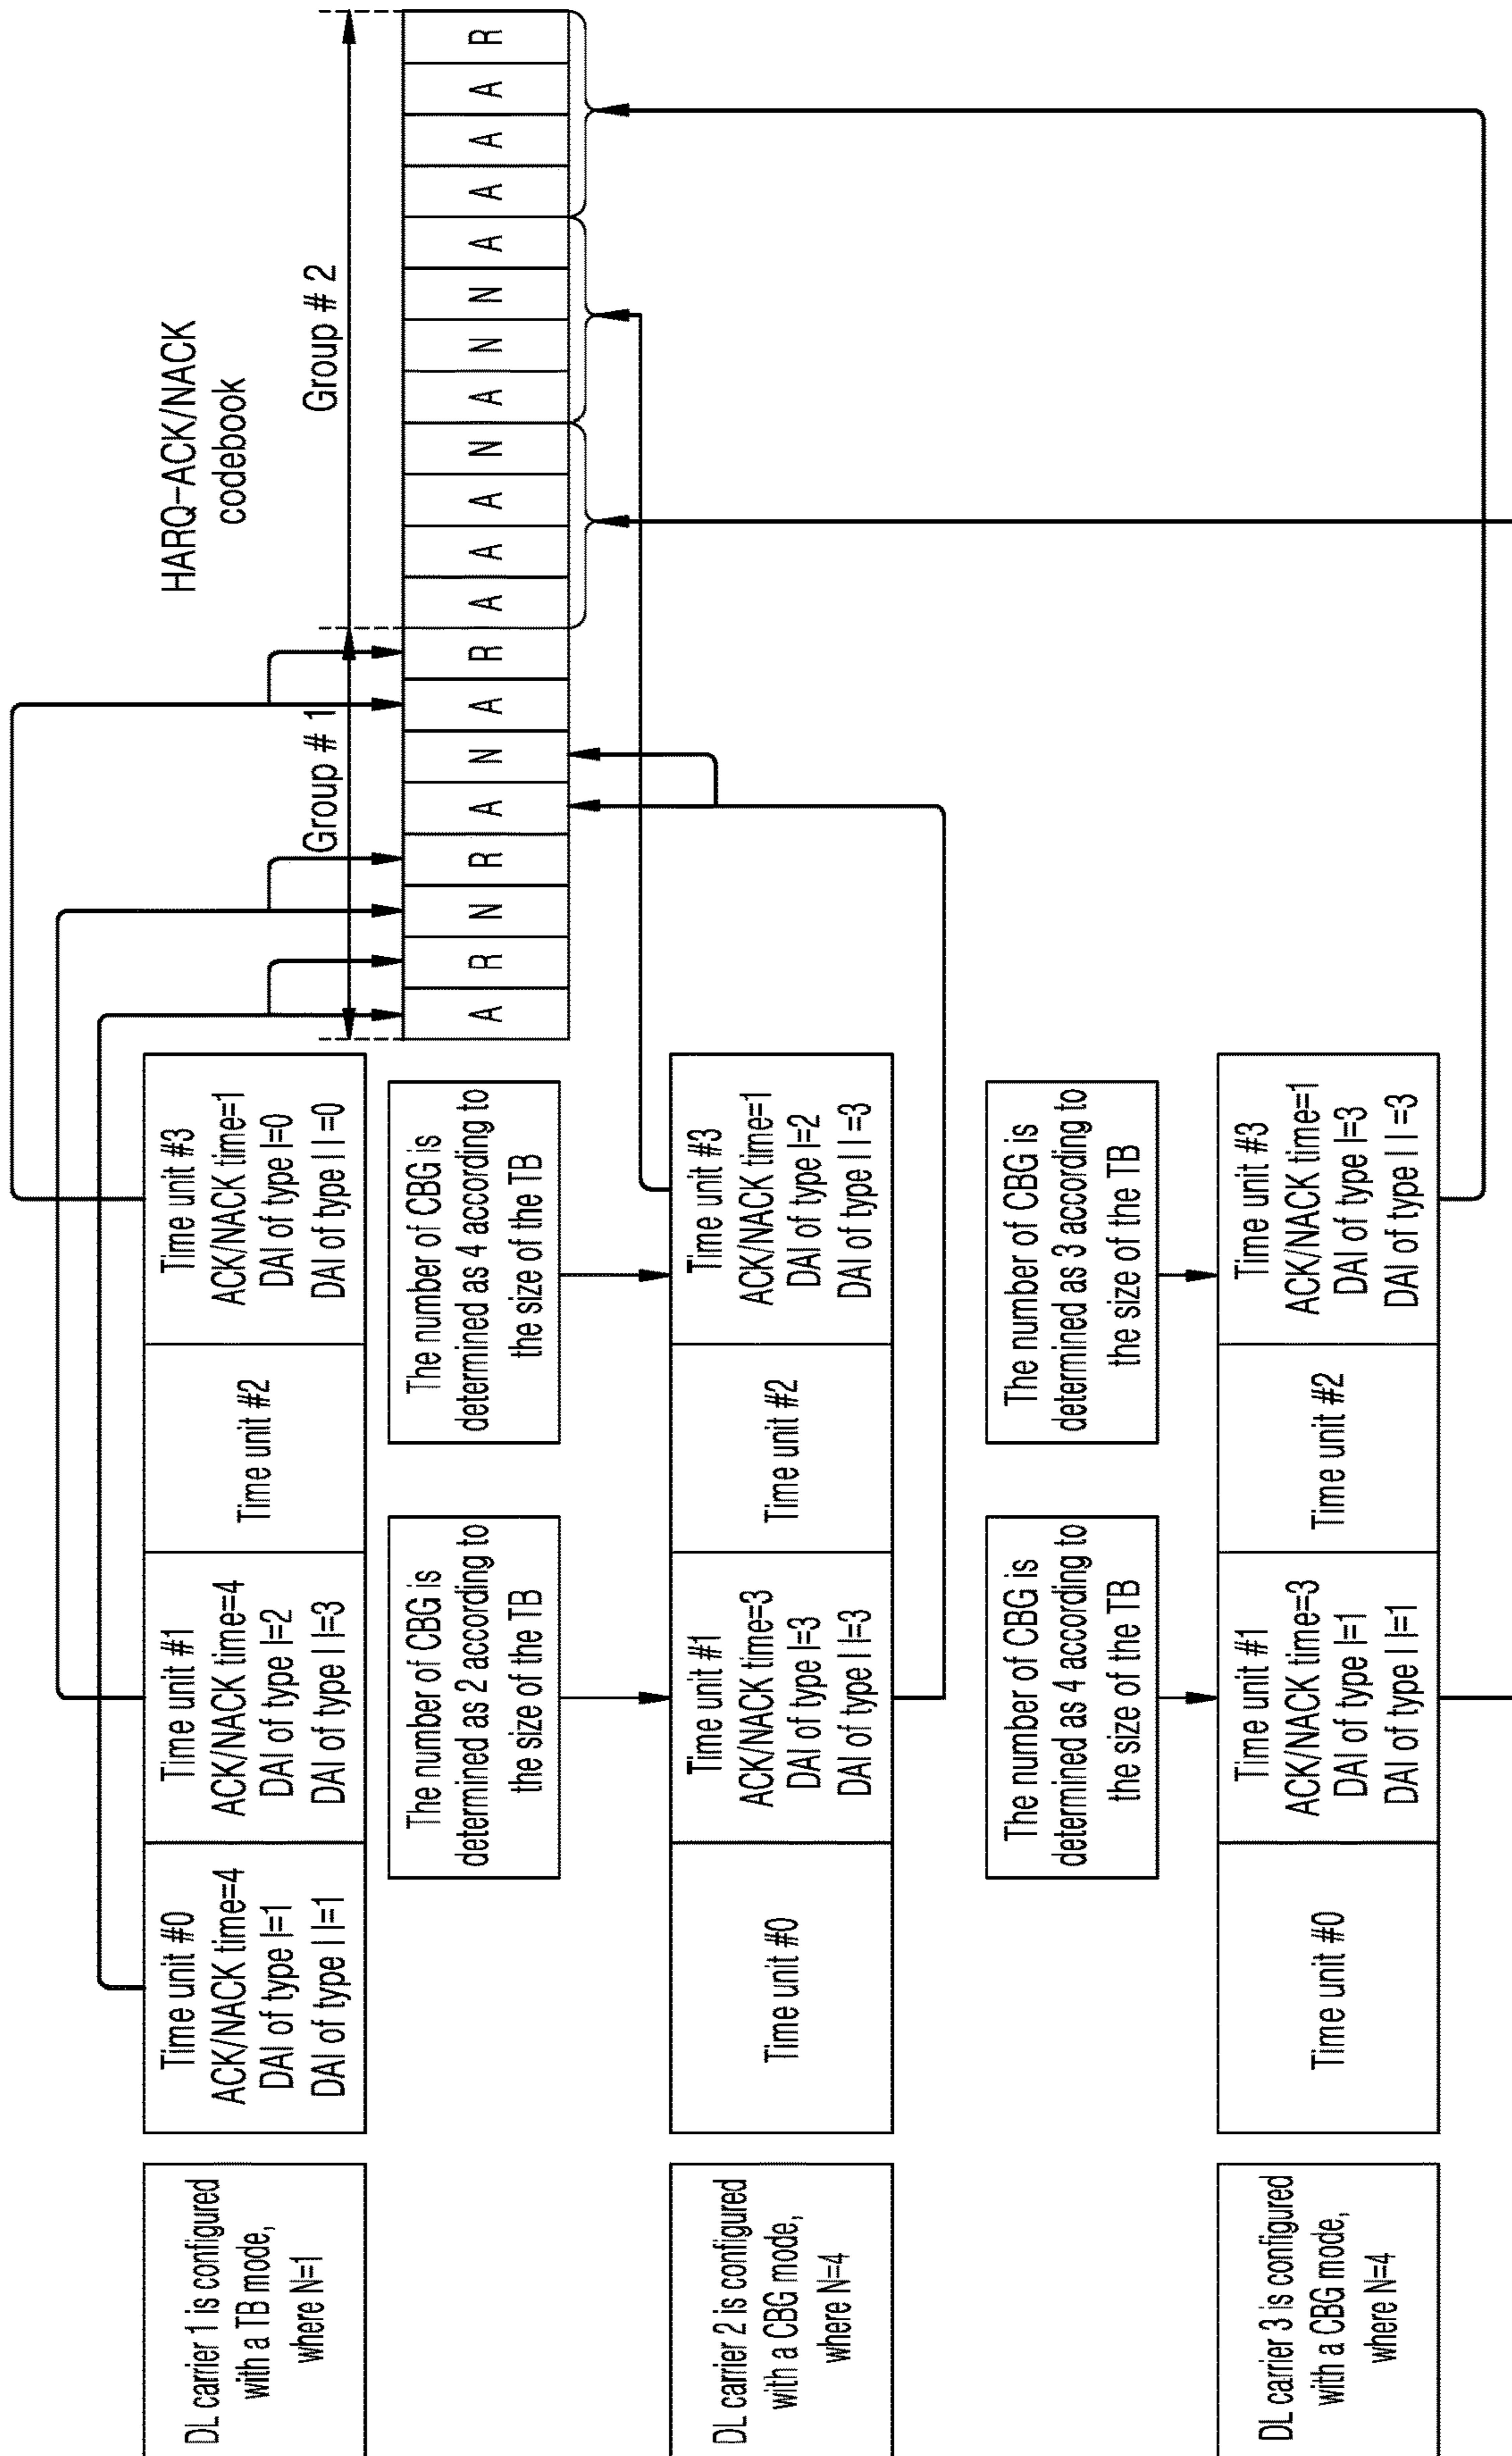 HARQ-ACK/NACK
codebook
Group # 1
Group # 2
A
R
N
R
A
N
A
R
A
A
A
N
A
N
N
A
A
A
A
R
DL carrier 1 is configured
with a TB mode,
where N=1
Time unit #0
ACK/NACK time=4
DAI of type I=1
DAI of type I I=1
Time unit #1
ACK/NACK time=4
DAI of type I=2
DAI of type I I=3
Time unit #2
Time unit #3
ACK/NACK time=1
DAI of type I=0
DAI of type I I =0
The number of CBG is
determined as 2 according to
the size of the TB
The number of CBG is
determined as 4 according to
the size of the TB
DL carrier 2 is configured
with a CBG mode,
where N=4
Time unit #0
Time unit #1
ACK/NACK time=3
DAI of type I=3
DAI of type I I=3
Time unit #2
Time unit #3
ACK/NACK time=1
DAI of type I=2
DAI of type I I =3
The number of CBG is
determined as 4 according to
the size of the TB
The number of CBG is
determined as 3 according to
the size of the TB
DL carrier 3 is configured
with a CBG mode,
where N=4
Time unit #0
Time unit #1
ACK/NACK time=3
DAI of type I=1
DAI of type I I=1
Time unit #2
Time unit #3
ACK/NACK time=1
DAI of type I=3
DAI of type I I =3